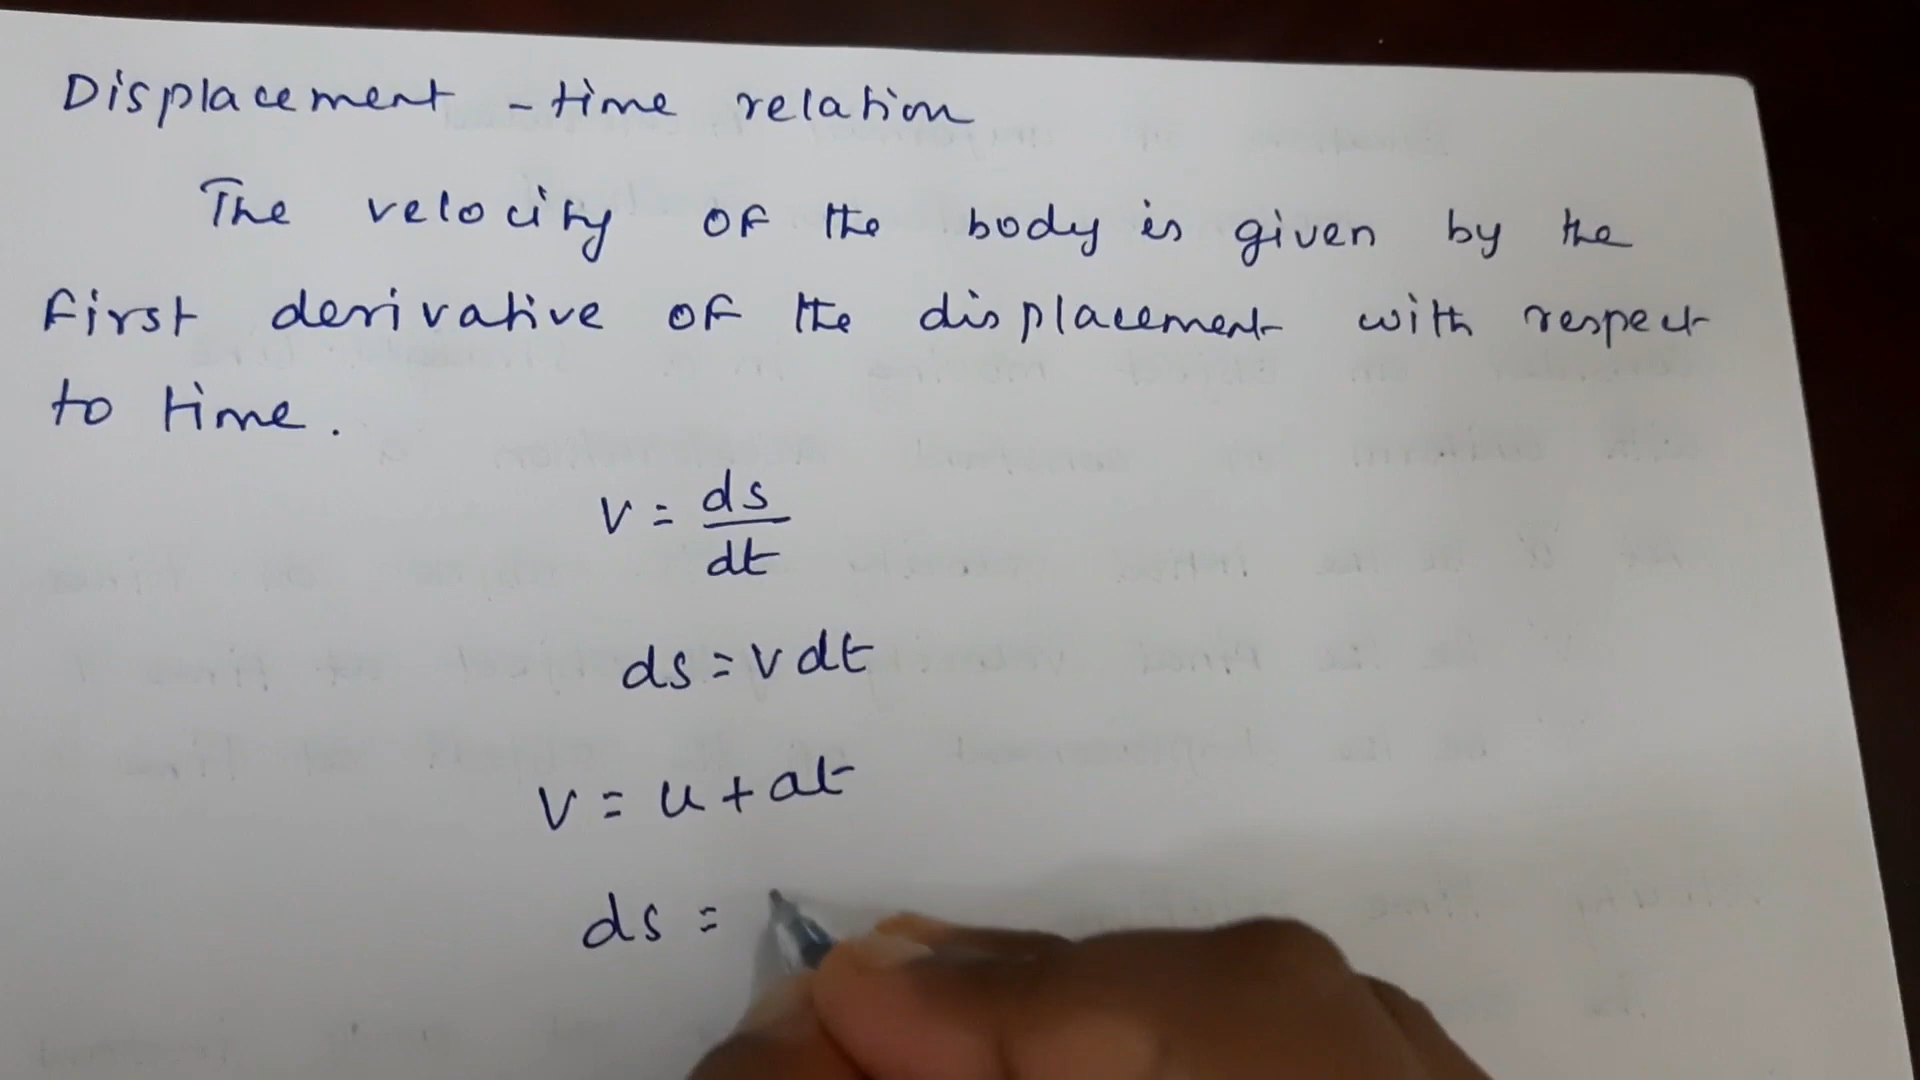 Displacement - time relation
The velocity of the body is given by the
first derivative of the displacement with respect
to time.
v = ds/dt
ds = v dt
v = u + at
ds =